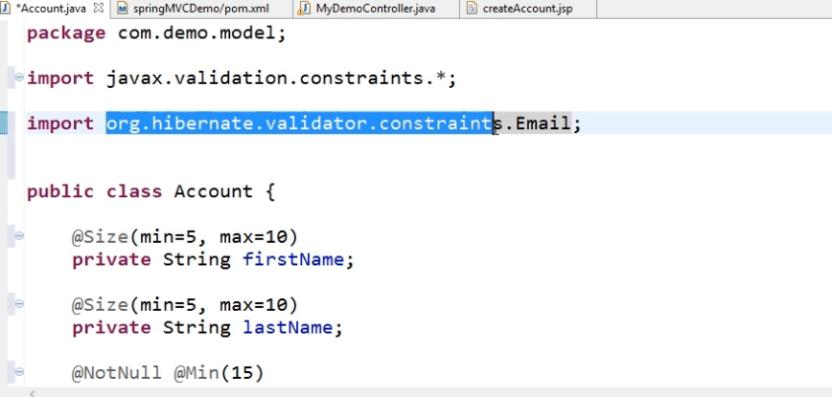 *Account.java springMVCDemo/pom.xml MyDemoController.java createAccount.jsp
package com.demo.model;
import javax.validation.constraints.*;
import org.hibernate.validator.constraints.Email;
public class Account {
@Size(min=5, max=10)
private String firstName;
@Size(min=5, max=10)
private String lastName;
@NotNull @Min(15)